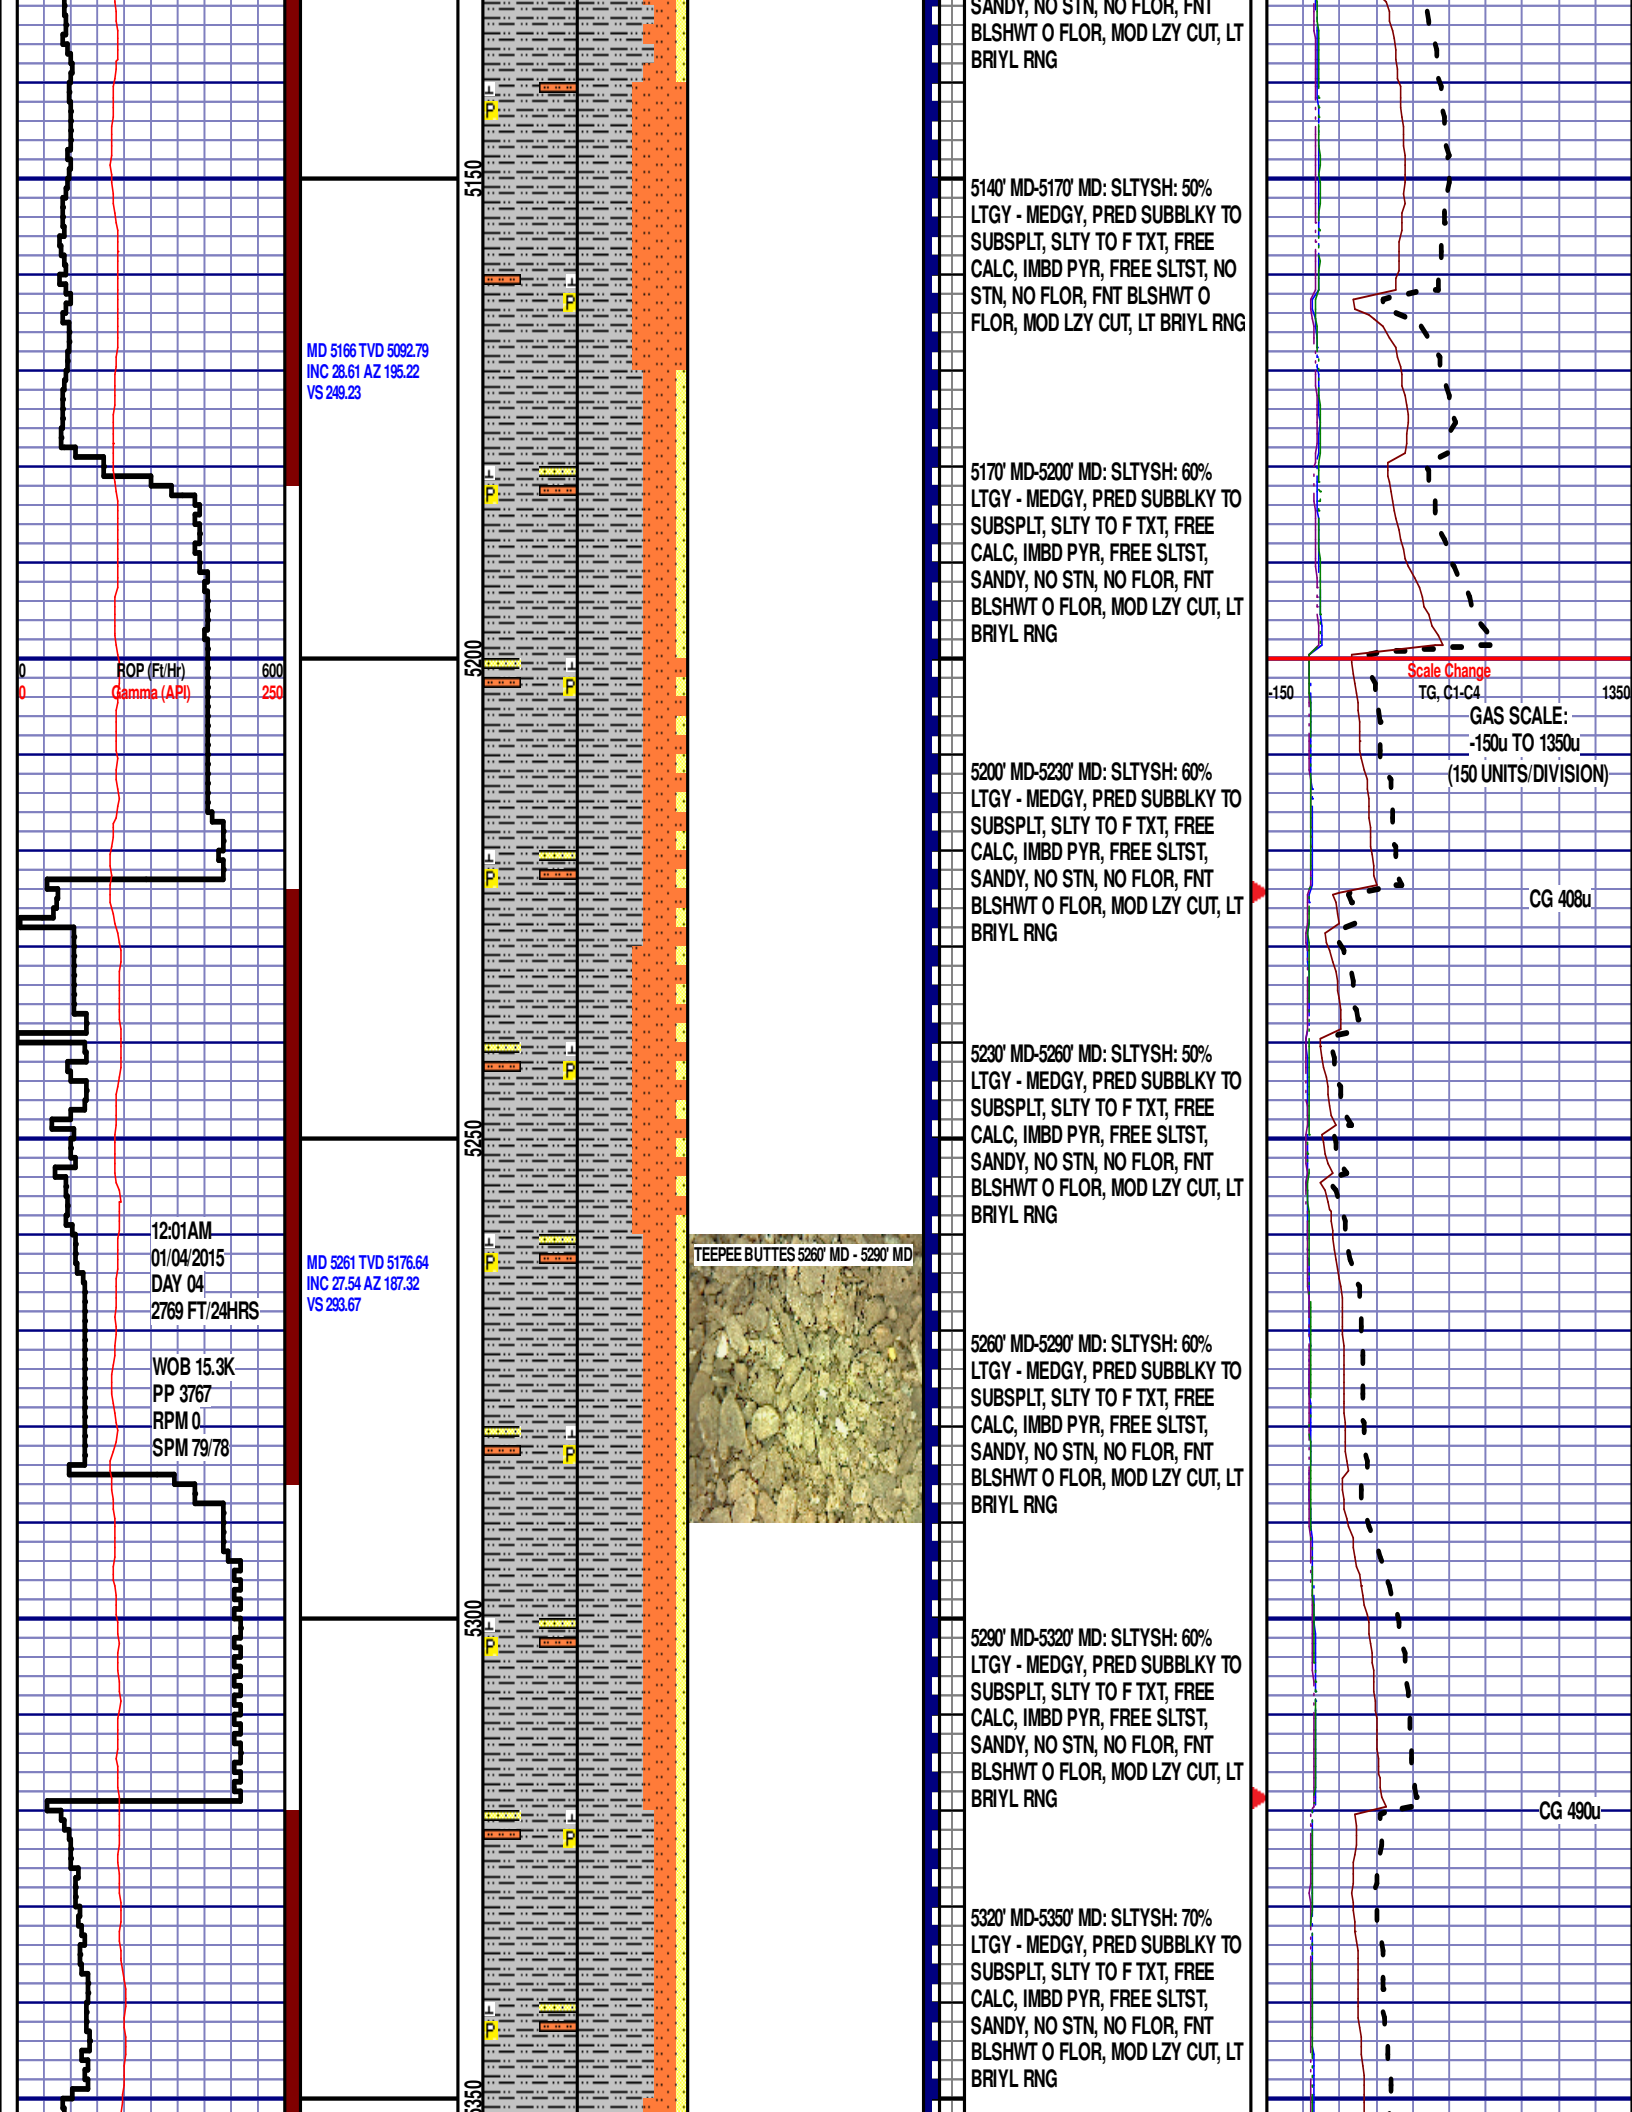 SANDY, NO STN, NO FLOR, FNT
BLSHWT O FLOR, MOD LZY CUT, LT
BRIYL RNG
5150
5140' MD-5170' MD: SLTYSH: 50%
LTGY - MEDGY, PRED SUBBLKY TO
SUBSPLT, SLTY TO F TXT, FREE
CALC, IMBD PYR, FREE SLTST, NO
STN, NO FLOR, FNT BLSHWT O
FLOR, MOD LZY CUT, LT BRIYL RNG
MD 5166 TVD 5092.79
INC 28.61 AZ 195.22
VS 249.23
5170' MD-5200' MD: SLTYSH: 60%
LTGY - MEDGY, PRED SUBBLKY TO
SUBSPLT, SLTY TO F TXT, FREE
CALC, IMBD PYR, FREE SLTST,
SANDY, NO STN, NO FLOR, FNT
BLSHWT O FLOR, MOD LZY CUT, LT
BRIYL RNG
5200
0 ROP (Ft/Hr) 600
0 Gamma (API) 250
Scale Change
-150 TG, C1-C4 1350
GAS SCALE:
-150u TO 1350u
(150 UNITS/DIVISION)
5200' MD-5230' MD: SLTYSH: 60%
LTGY - MEDGY, PRED SUBBLKY TO
SUBSPLT, SLTY TO F TXT, FREE
CALC, IMBD PYR, FREE SLTST,
SANDY, NO STN, NO FLOR, FNT
BLSHWT O FLOR, MOD LZY CUT, LT
BRIYL RNG
CG 408u
5230' MD-5260' MD: SLTYSH: 50%
LTGY - MEDGY, PRED SUBBLKY TO
SUBSPLT, SLTY TO F TXT, FREE
CALC, IMBD PYR, FREE SLTST,
SANDY, NO STN, NO FLOR, FNT
BLSHWT O FLOR, MOD LZY CUT, LT
BRIYL RNG
5250
12:01AM
01/04/2015
DAY 04
2769 FT/24HRS
WOB 15.3K
PP 3767
RPM 0
SPM 79/78
MD 5261 TVD 5176.64
INC 27.54 AZ 187.32
VS 293.67
TEEPEE BUTTES 5260' MD - 5290' MD
5260' MD-5290' MD: SLTYSH: 60%
LTGY - MEDGY, PRED SUBBLKY TO
SUBSPLT, SLTY TO F TXT, FREE
CALC, IMBD PYR, FREE SLTST,
SANDY, NO STN, NO FLOR, FNT
BLSHWT O FLOR, MOD LZY CUT, LT
BRIYL RNG
5300
5290' MD-5320' MD: SLTYSH: 60%
LTGY - MEDGY, PRED SUBBLKY TO
SUBSPLT, SLTY TO F TXT, FREE
CALC, IMBD PYR, FREE SLTST,
SANDY, NO STN, NO FLOR, FNT
BLSHWT O FLOR, MOD LZY CUT, LT
BRIYL RNG
CG 490u
5320' MD-5350' MD: SLTYSH: 70%
LTGY - MEDGY, PRED SUBBLKY TO
SUBSPLT, SLTY TO F TXT, FREE
CALC, IMBD PYR, FREE SLTST,
SANDY, NO STN, NO FLOR, FNT
BLSHWT O FLOR, MOD LZY CUT, LT
BRIYL RNG
5350
P
P
P
P
P
P
P
P
P
P
P